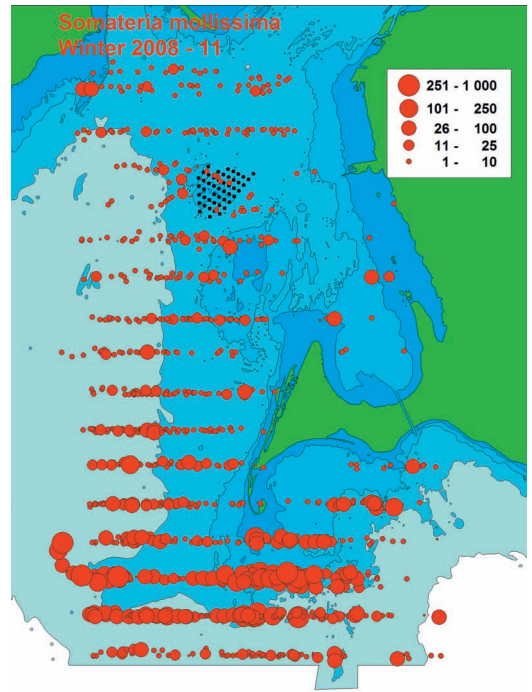 Somateria mollissima
Winter 2008 - 11
251 - 1 000
101 - 250
26 - 100
11 - 25
1 - 10